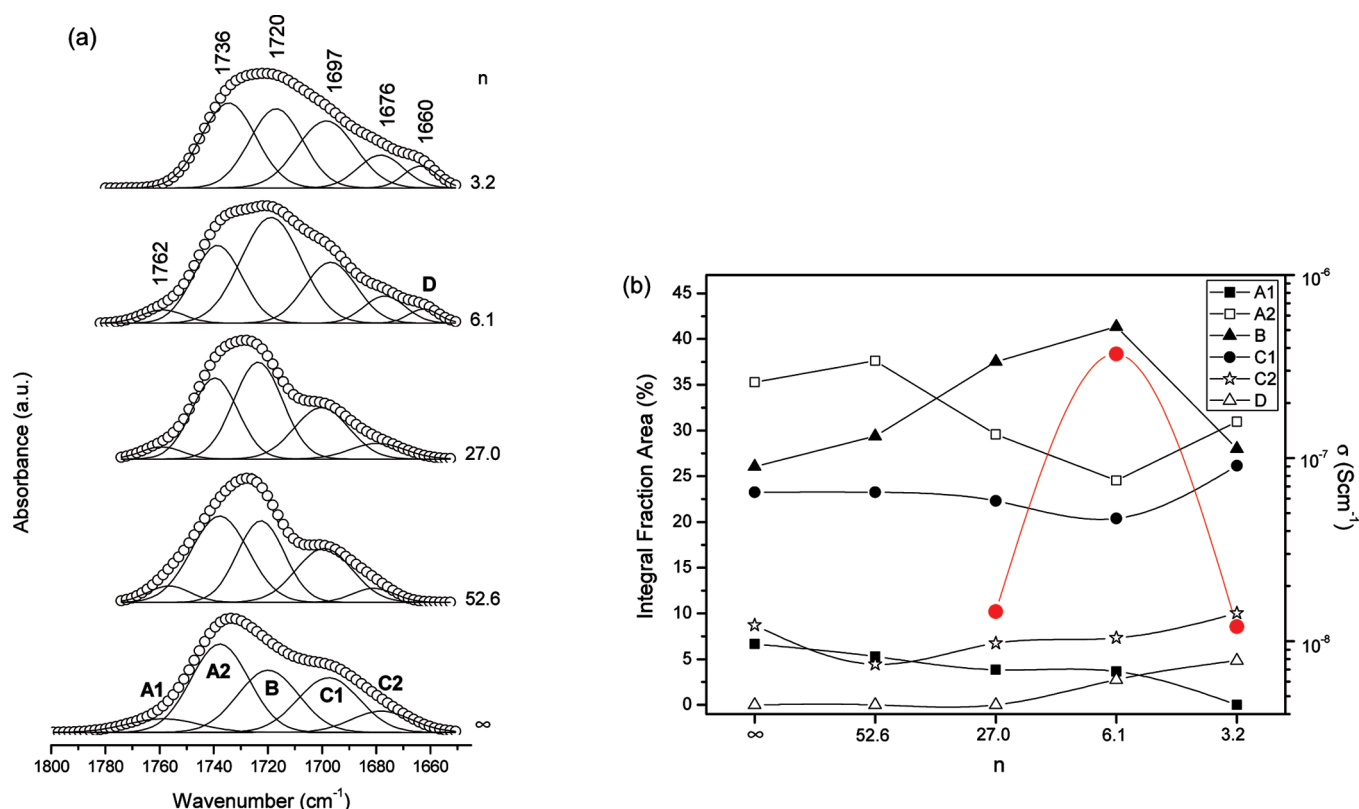 (a)
1736
1720
1697
1676
1660
n
3.2
1762
D
6.1
27.0
52.6
A1
A2
B
C1
C2
∞
Absorbance (a.u.)
1800 1780 1760 1740 1720 1700 1680 1660
Wavenumber (cm-1)
(b)
45
40
35
30
25
20
15
10
5
0
Integral Fraction Area (%)
A1
A2
B
C1
C2
D
10-6
10-7
10-8
σ (Scm-1)
∞ 52.6 27.0 6.1 3.2
n